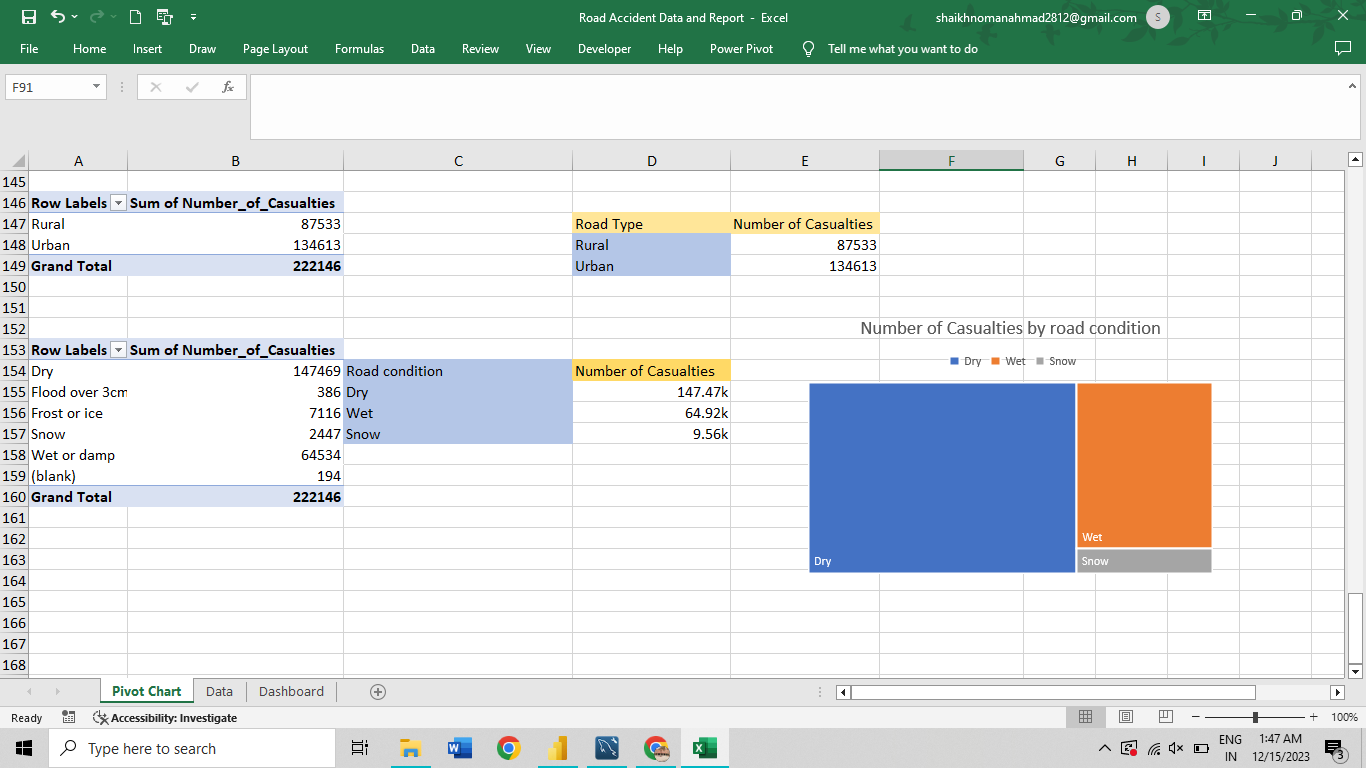 Road Accident Data and Report - Excel
shaikhnomanahmad2812@gmail.com S
File Home Insert Draw Page Layout Formulas Data Review View Developer Help Power Pivot Tell me what you want to do
F91 fx
A B C D E F G H I J
145
146 Row Labels Sum of Number_of_Casualties
147 Rural 87533 Road Type Number of Casualties
148 Urban 134613 Rural 87533
149 Grand Total 222146 Urban 134613
150
151
152 Number of Casualties by road condition
153 Row Labels Sum of Number_of_Casualties
Dry Wet Snow
154 Dry 147469 Road condition Number of Casualties
155 Flood over 3cm 386 Dry 147.47k
156 Frost or ice 7116 Wet 64.92k
157 Snow 2447 Snow 9.56k
158 Wet or damp 64534
159 (blank) 194
160 Grand Total 222146
161
162 Wet
163 Dry Snow
164
165
166
167
168
Pivot Chart Data Dashboard
Ready Accessibility: Investigate 100%
Type here to search
ENG 1:47 AM
IN 12/15/2023 3